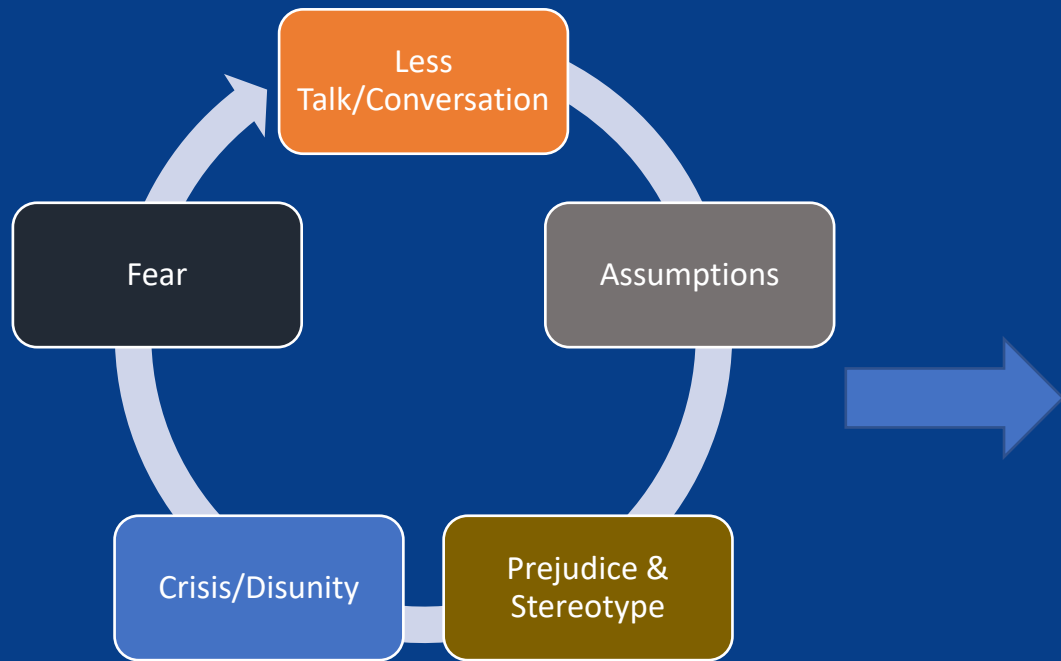 Less
Talk/Conversation
Assumptions
Prejudice &
Stereotype
Crisis/Disunity
Fear